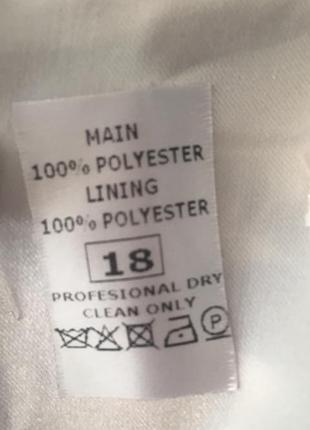 MAIN
100% POLYESTER
LINING
100% POLYESTER
18
PROFESIONAL DRY
CLEAN ONLY
P